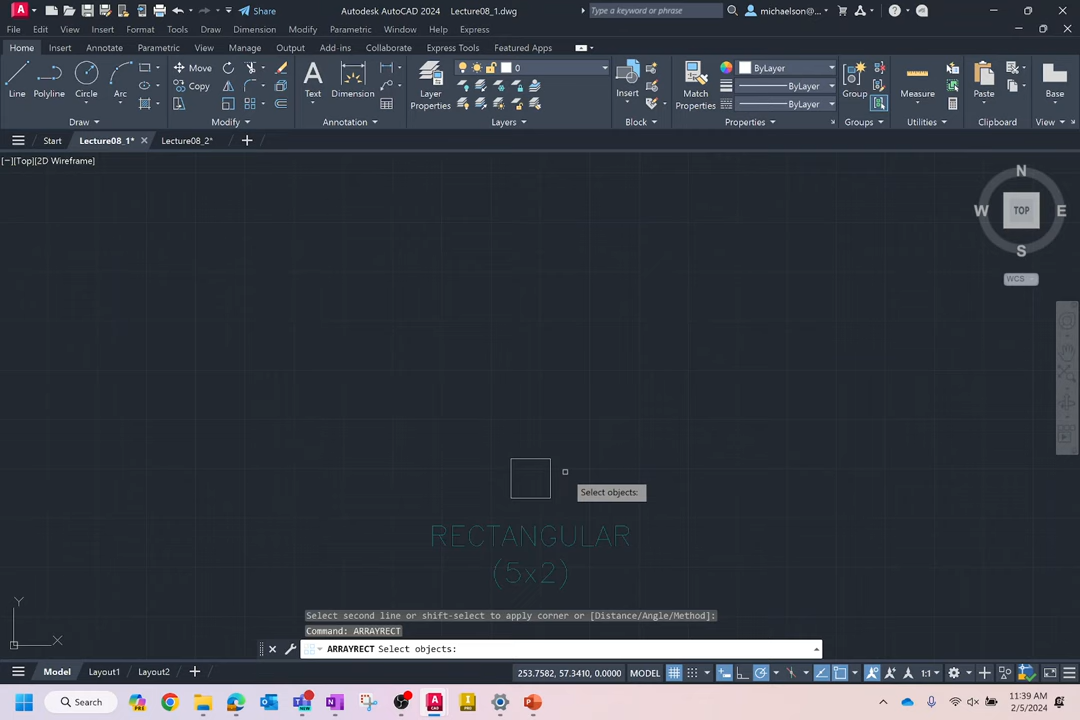 CAD
Share
Autodesk AutoCAD 2024 Lecture08_1.dwg
Type a keyword or phrase
michaelson@...
File Edit View Insert Format Tools Draw Dimension Modify Parametric Window Help Express
Home Insert Annotate Parametric View Manage Output Add-ins Collaborate Express Tools Featured Apps
Line Polyline Circle Arc
Move
Copy
Text Dimension
Layer
Properties
0
Insert
Match
Properties
ByLayer
ByLayer
ByLayer
Group
Measure
Paste
Base
Draw Modify Annotation Layers Block Properties Groups Utilities Clipboard View
Start Lecture08_1* Lecture08_2*
[−][Top][2D Wireframe]
N
W TOP E
S
WCS
Select objects:
RECTANGULAR
(5x2)
Y
X
Select second line or shift-select to apply corner or [Distance/Angle/Method]:
Command: ARRAYRECT
ARRAYRECT Select objects:
Model Layout1 Layout2
253.7582, 57.3410, 0.0000 MODEL
1:1
Search
11:39 AM
2/5/2024